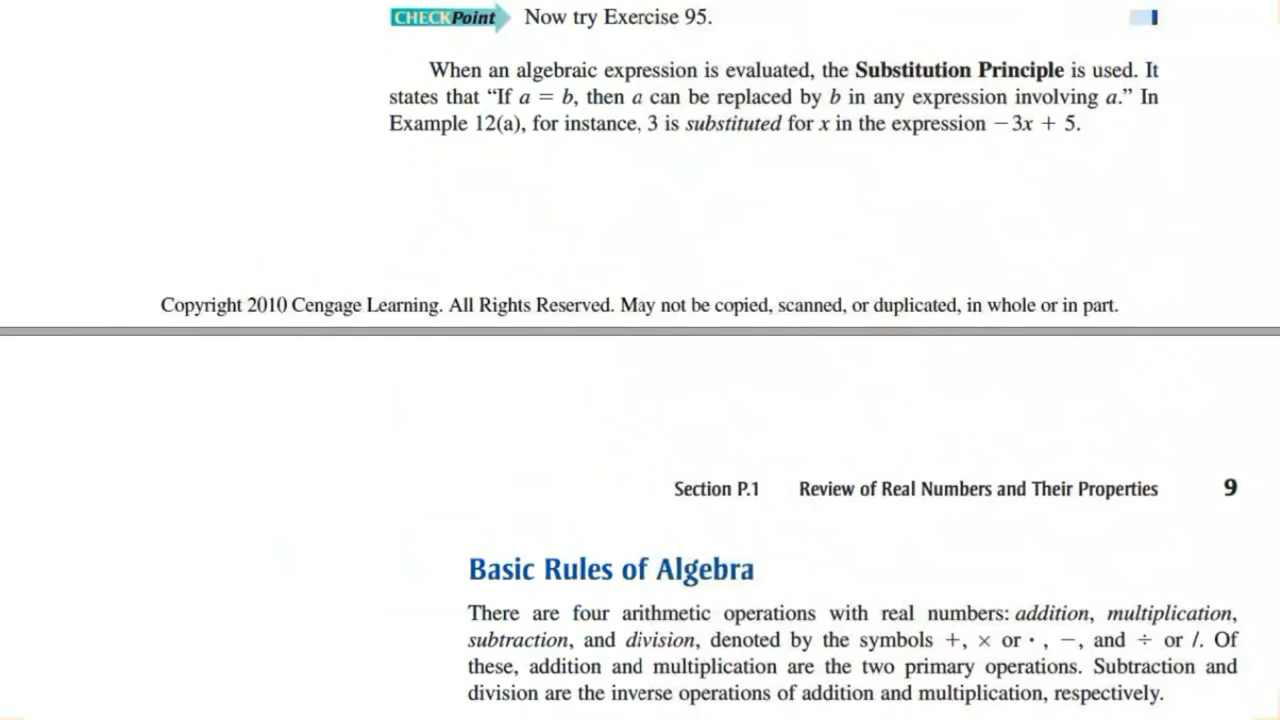 CHECKPoint Now try Exercise 95.
When an algebraic expression is evaluated, the Substitution Principle is used. It
states that “If a = b, then a can be replaced by b in any expression involving a.” In
Example 12(a), for instance, 3 is substituted for x in the expression −3x + 5.
Copyright 2010 Cengage Learning. All Rights Reserved. May not be copied, scanned, or duplicated, in whole or in part.
Section P.1 Review of Real Numbers and Their Properties 9
Basic Rules of Algebra
There are four arithmetic operations with real numbers: addition, multiplication,
subtraction, and division, denoted by the symbols +, × or ·, −, and ÷ or /. Of
these, addition and multiplication are the two primary operations. Subtraction and
division are the inverse operations of addition and multiplication, respectively.